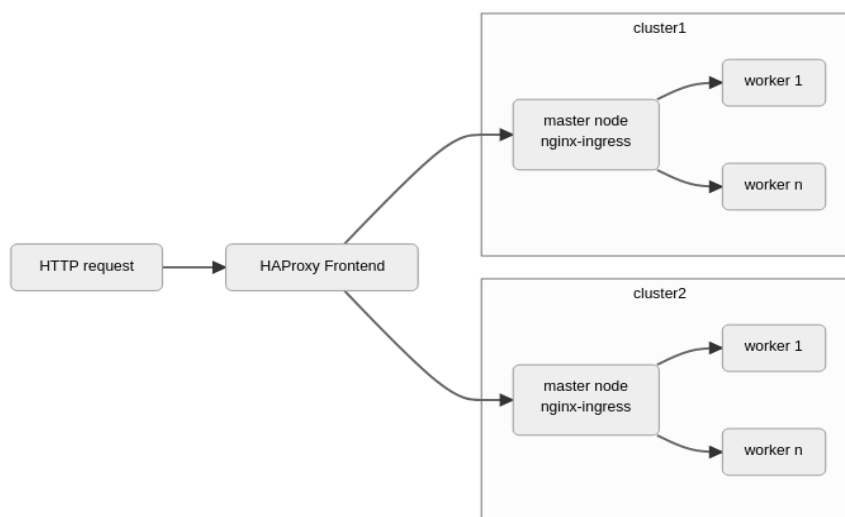 HTTP request
HAProxy Frontend
cluster1
master node
nginx-ingress
worker 1
worker n
cluster2
master node
nginx-ingress
worker 1
worker n